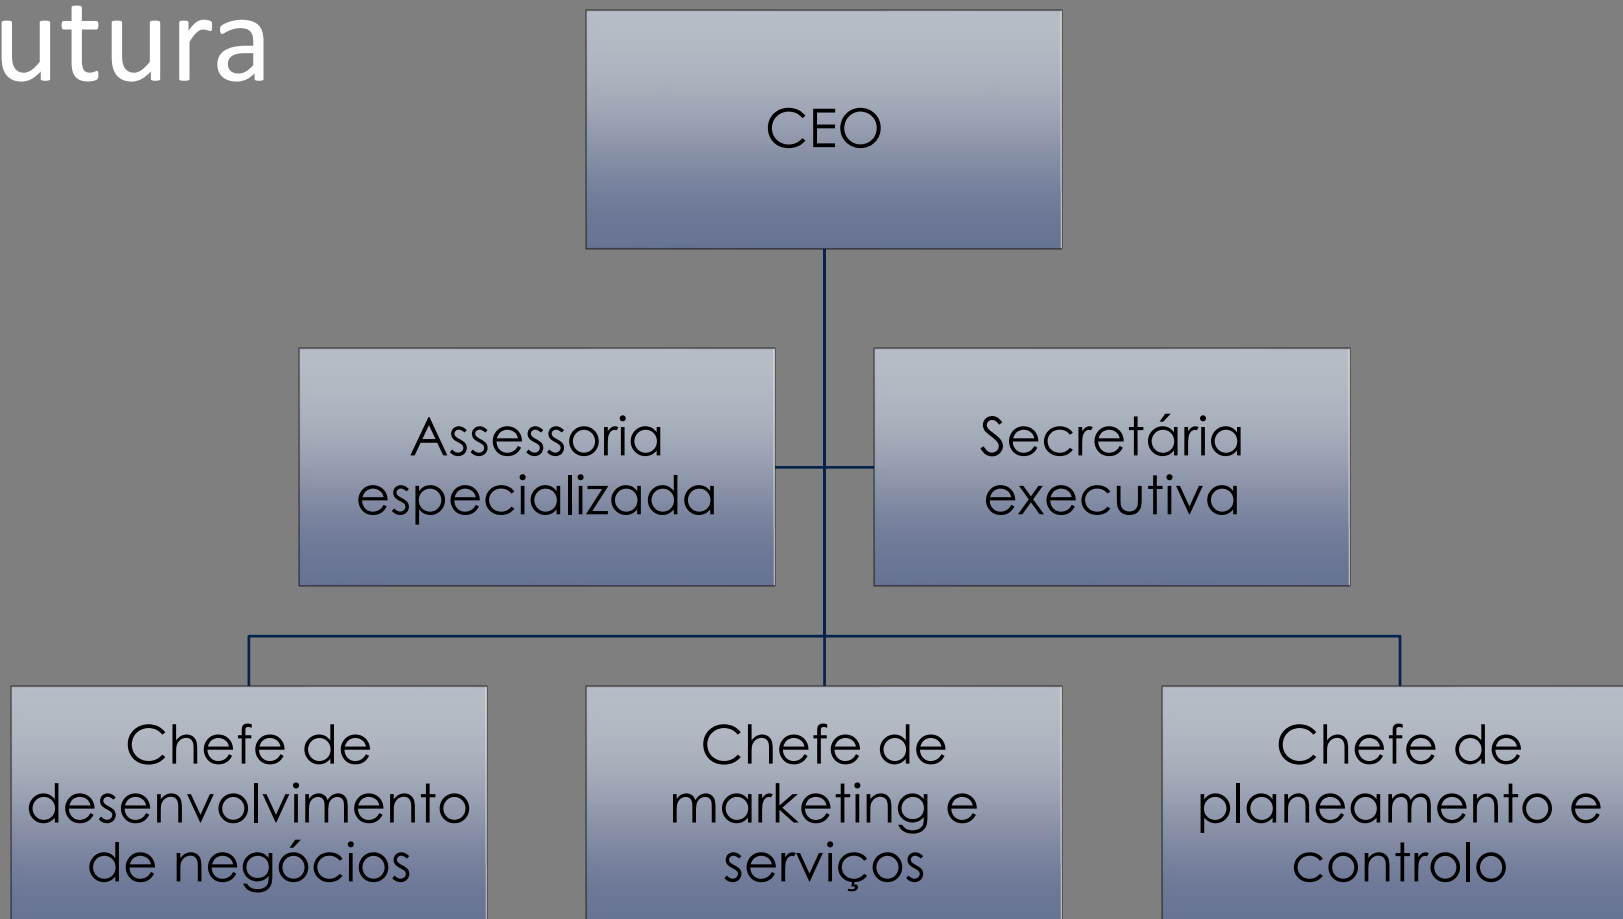 utura
CEO
Assessoria
especializada
Secretária
executiva
Chefe de
desenvolvimento
de negócios
Chefe de
marketing e
serviços
Chefe de
planeamento e
controlo